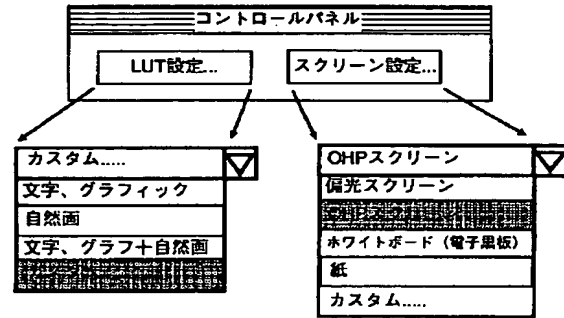 コントロールパネル
LUT設定...
スクリーン設定...
カスタム.....
文字、グラフィック
自然画
文字、グラフ+自然画
OHPスクリーン
偏光スクリーン
ホワイトボード（電子黒板）
紙
カスタム.....